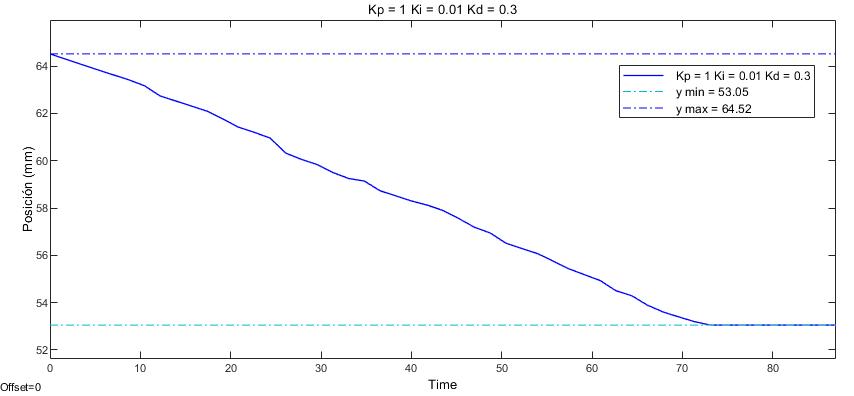 Kp = 1 Ki = 0.01 Kd = 0.3
Kp = 1 Ki = 0.01 Kd = 0.3
y min = 53.05
y max = 64.52
Posición (mm)
64
62
60
58
56
54
52
0 10 20 30 40 50 60 70 80
Time
Offset=0